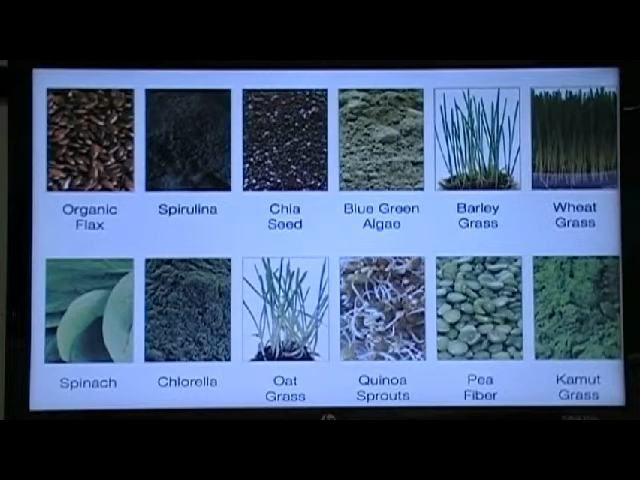 Organic
Flax
Spirulina
Chia
Seed
Blue Green
Algae
Barley
Grass
Wheat
Grass
Spinach
Chlorella
Oat
Grass
Quinoa
Sprouts
Pea
Fiber
Kamut
Grass
hp